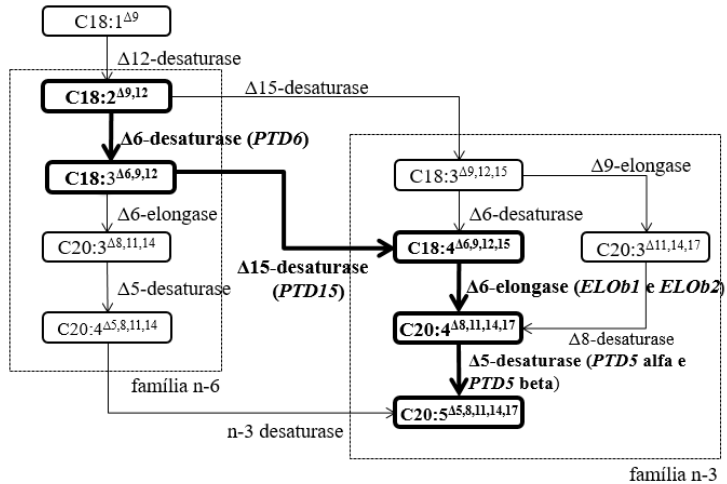 C18:1Δ9
Δ12-desaturase
C18:2Δ9,12
Δ15-desaturase
Δ6-desaturase (PTD6)
C18:3Δ6,9,12
C18:3Δ9,12,15
Δ9-elongase
Δ6-elongase
Δ6-desaturase
C20:3Δ8,11,14
C18:4Δ6,9,12,15
C20:3Δ11,14,17
Δ15-desaturase
(PTD15)
Δ5-desaturase
Δ6-elongase (ELOb1 e ELOb2)
C20:4Δ5,8,11,14
C20:4Δ8,11,14,17
Δ8-desaturase
Δ5-desaturase (PTD5 alfa e
PTD5 beta)
família n-6
C20:5Δ5,8,11,14,17
n-3 desaturase
família n-3